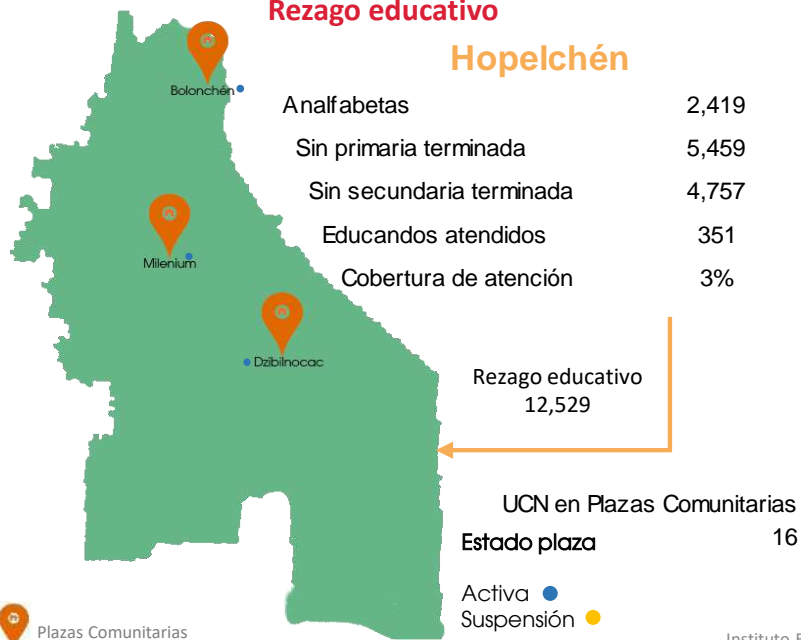 Rezago educativo
Hopelchén
Bolonchén
Analfabetas 2,419
Sin primaria terminada 5,459
Sin secundaria terminada 4,757
Educandos atendidos 351
Milenium
Cobertura de atención 3%
Dzibilnocac
Rezago educativo
12,529
UCN en Plazas Comunitarias
Estado plaza 16
Activa
Suspensión
Plazas Comunitarias
Instituto